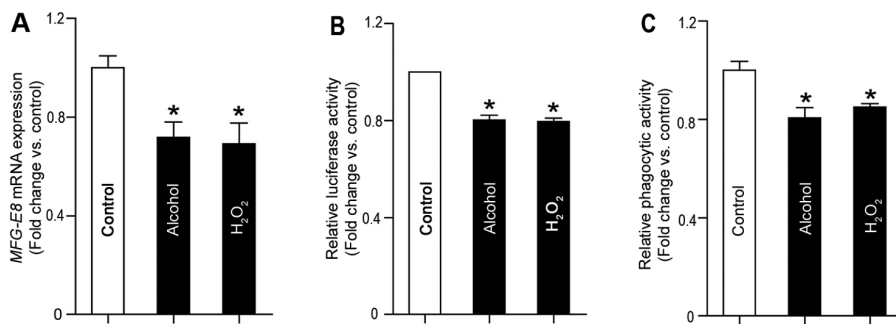 A
MFG-E8 mRNA expression
(Fold change vs. control)
1.2
0.8
0.4
0
Control
Alcohol
H₂O₂
*
*
B
Relative luciferase activity
(Fold change vs. control)
1.2
0.8
0.4
0
Control
Alcohol
H₂O₂
*
*
C
Relative phagocytic activity
(Fold change vs. control)
1.2
0.8
0.4
0
Control
Alcohol
H₂O₂
*
*